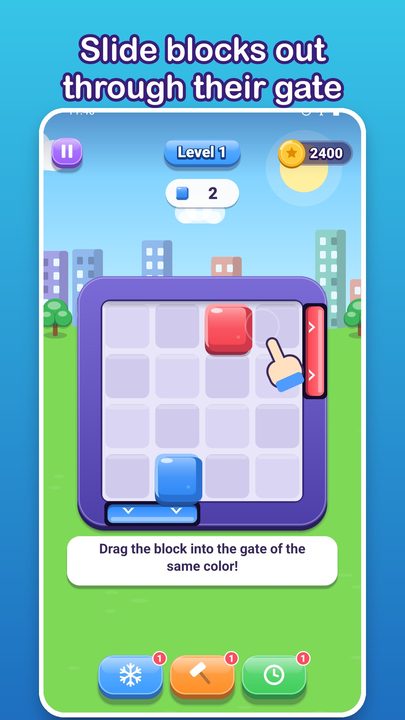 Slide blocks out
through their gate
Level 1
2400
2
Drag the block into the gate of the
same color!
1
1
1